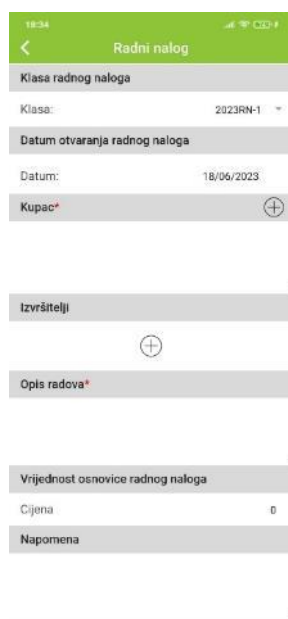 18:34
Radni nalog
Klasa radnog naloga
Klasa: 2023RN-1
Datum otvaranja radnog naloga
Datum: 18/06/2023
Kupac*
Izvršitelji
Opis radova*
Vrijednost osnovice radnog naloga
Cijena 0
Napomena